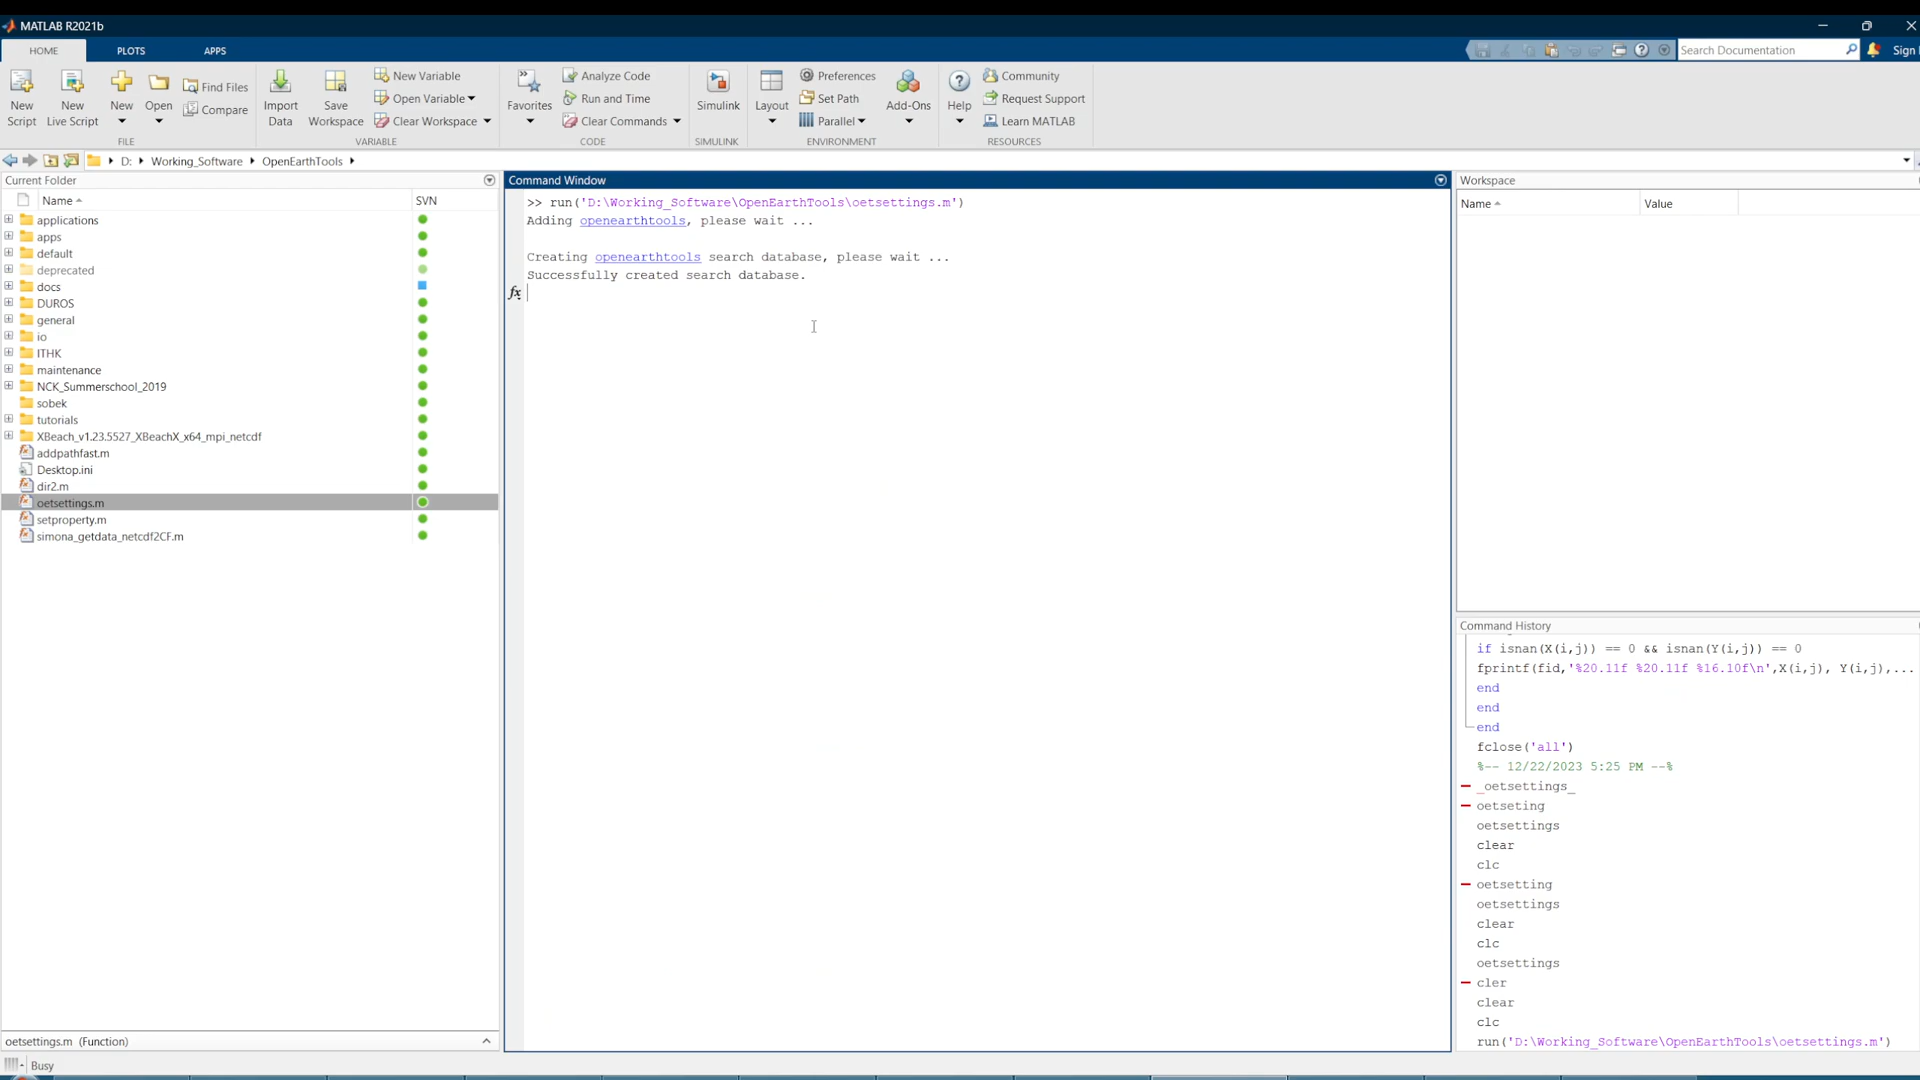 MATLAB R2021b
HOME PLOTS APPS
Search Documentation Sign
New Script
New Live Script
New
Open
Find Files
Compare
FILE
Import Data
Save Workspace
New Variable
Open Variable
Clear Workspace
VARIABLE
Favorites
Analyze Code
Run and Time
Clear Commands
CODE
Simulink
SIMULINK
Layout
Preferences
Set Path
Parallel
Add-Ons
ENVIRONMENT
Help
Community
Request Support
Learn MATLAB
RESOURCES
D: Working_Software OpenEarthTools
Current Folder
Name SVN
applications
apps
default
deprecated
docs
DUROS
general
io
ITHK
maintenance
NCK_Summerschool_2019
sobek
tutorials
XBeach_v1.23.5527_XBeachX_x64_mpi_netcdf
addpathfast.m
Desktop.ini
dir2.m
oetsettings.m
setproperty.m
simona_getdata_netcdf2CF.m
oetsettings.m (Function)
Busy
Command Window
>> run('D:\Working_Software\OpenEarthTools\oetsettings.m')
Adding openearthtools, please wait ...
Creating openearthtools search database, please wait ...
Successfully created search database.
fx
Workspace
Name Value
Command History
if isnan(X(i,j)) == 0 && isnan(Y(i,j)) == 0
fprintf(fid,'%20.11f %20.11f %16.10f\n',X(i,j), Y(i,j),...
end
end
end
fclose('all')
%-- 12/22/2023 5:25 PM --%
_oetsettings_
oetseting
oetsettings
clear
clc
oetsetting
oetsettings
clear
clc
oetsettings
cler
clear
clc
run('D:\Working_Software\OpenEarthTools\oetsettings.m')